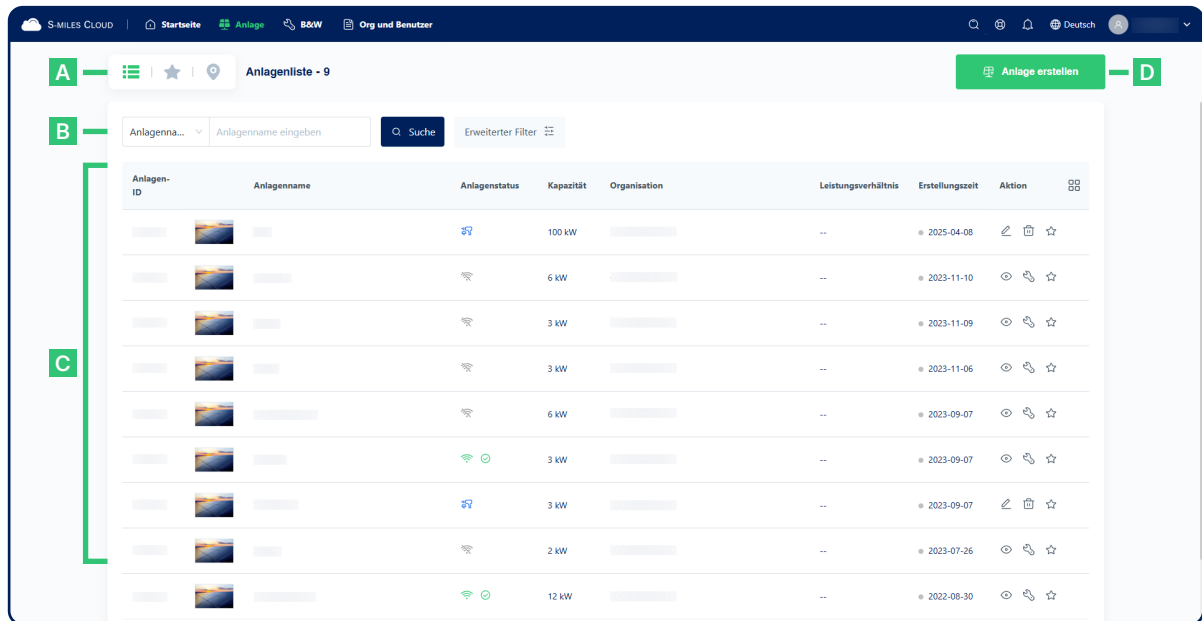 S-MILES CLOUD | Startseite Anlage B&W Org und Benutzer Deutsch
A Anlagenliste - 9 Anlage erstellen D
B Anlagenna... Anlagenname eingeben Suche Erweiterter Filter
C
Anlagen-ID Anlagenname Anlagenstatus Kapazität Organisation Leistungsverhältnis Erstellungszeit Aktion
100 kW -- 2025-04-08
6 kW -- 2023-11-10
3 kW -- 2023-11-09
3 kW -- 2023-11-06
6 kW -- 2023-09-07
3 kW -- 2023-09-07
3 kW -- 2023-09-07
2 kW -- 2023-07-26
12 kW -- 2022-08-30